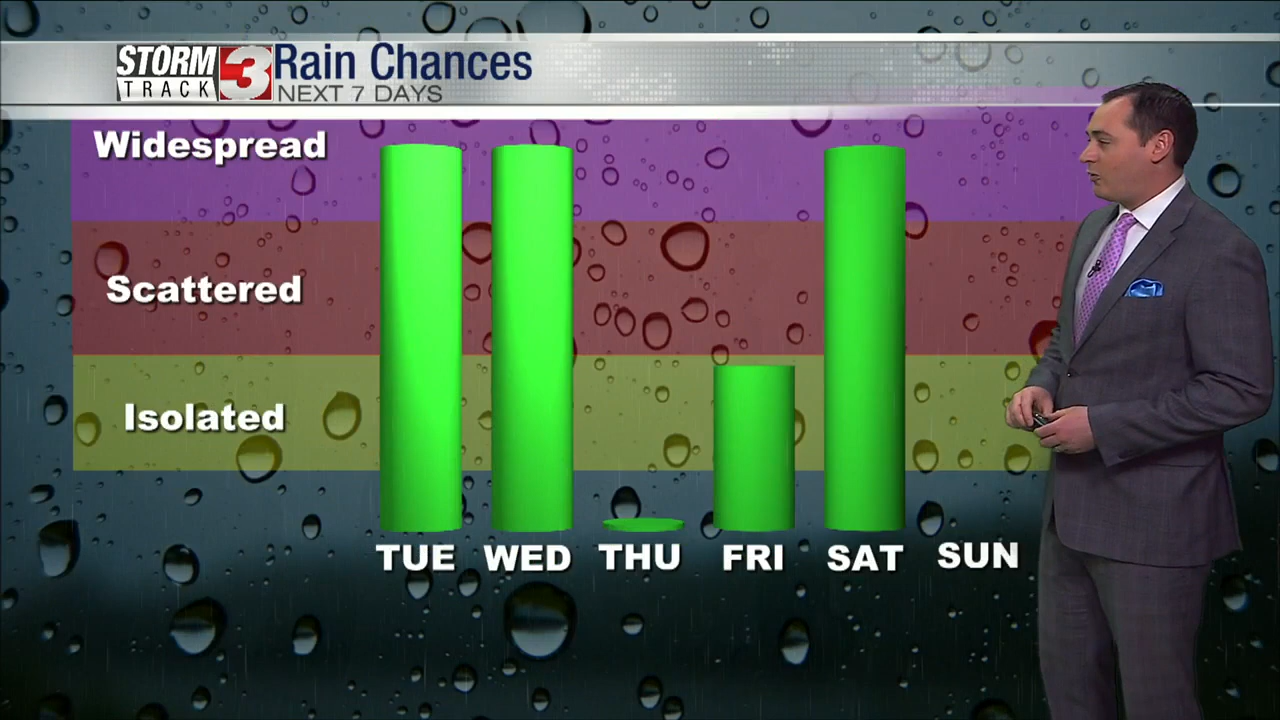 STORM
TRACK 3
Rain Chances
NEXT 7 DAYS
Widespread
Scattered
Isolated
TUE WED THU FRI SAT SUN